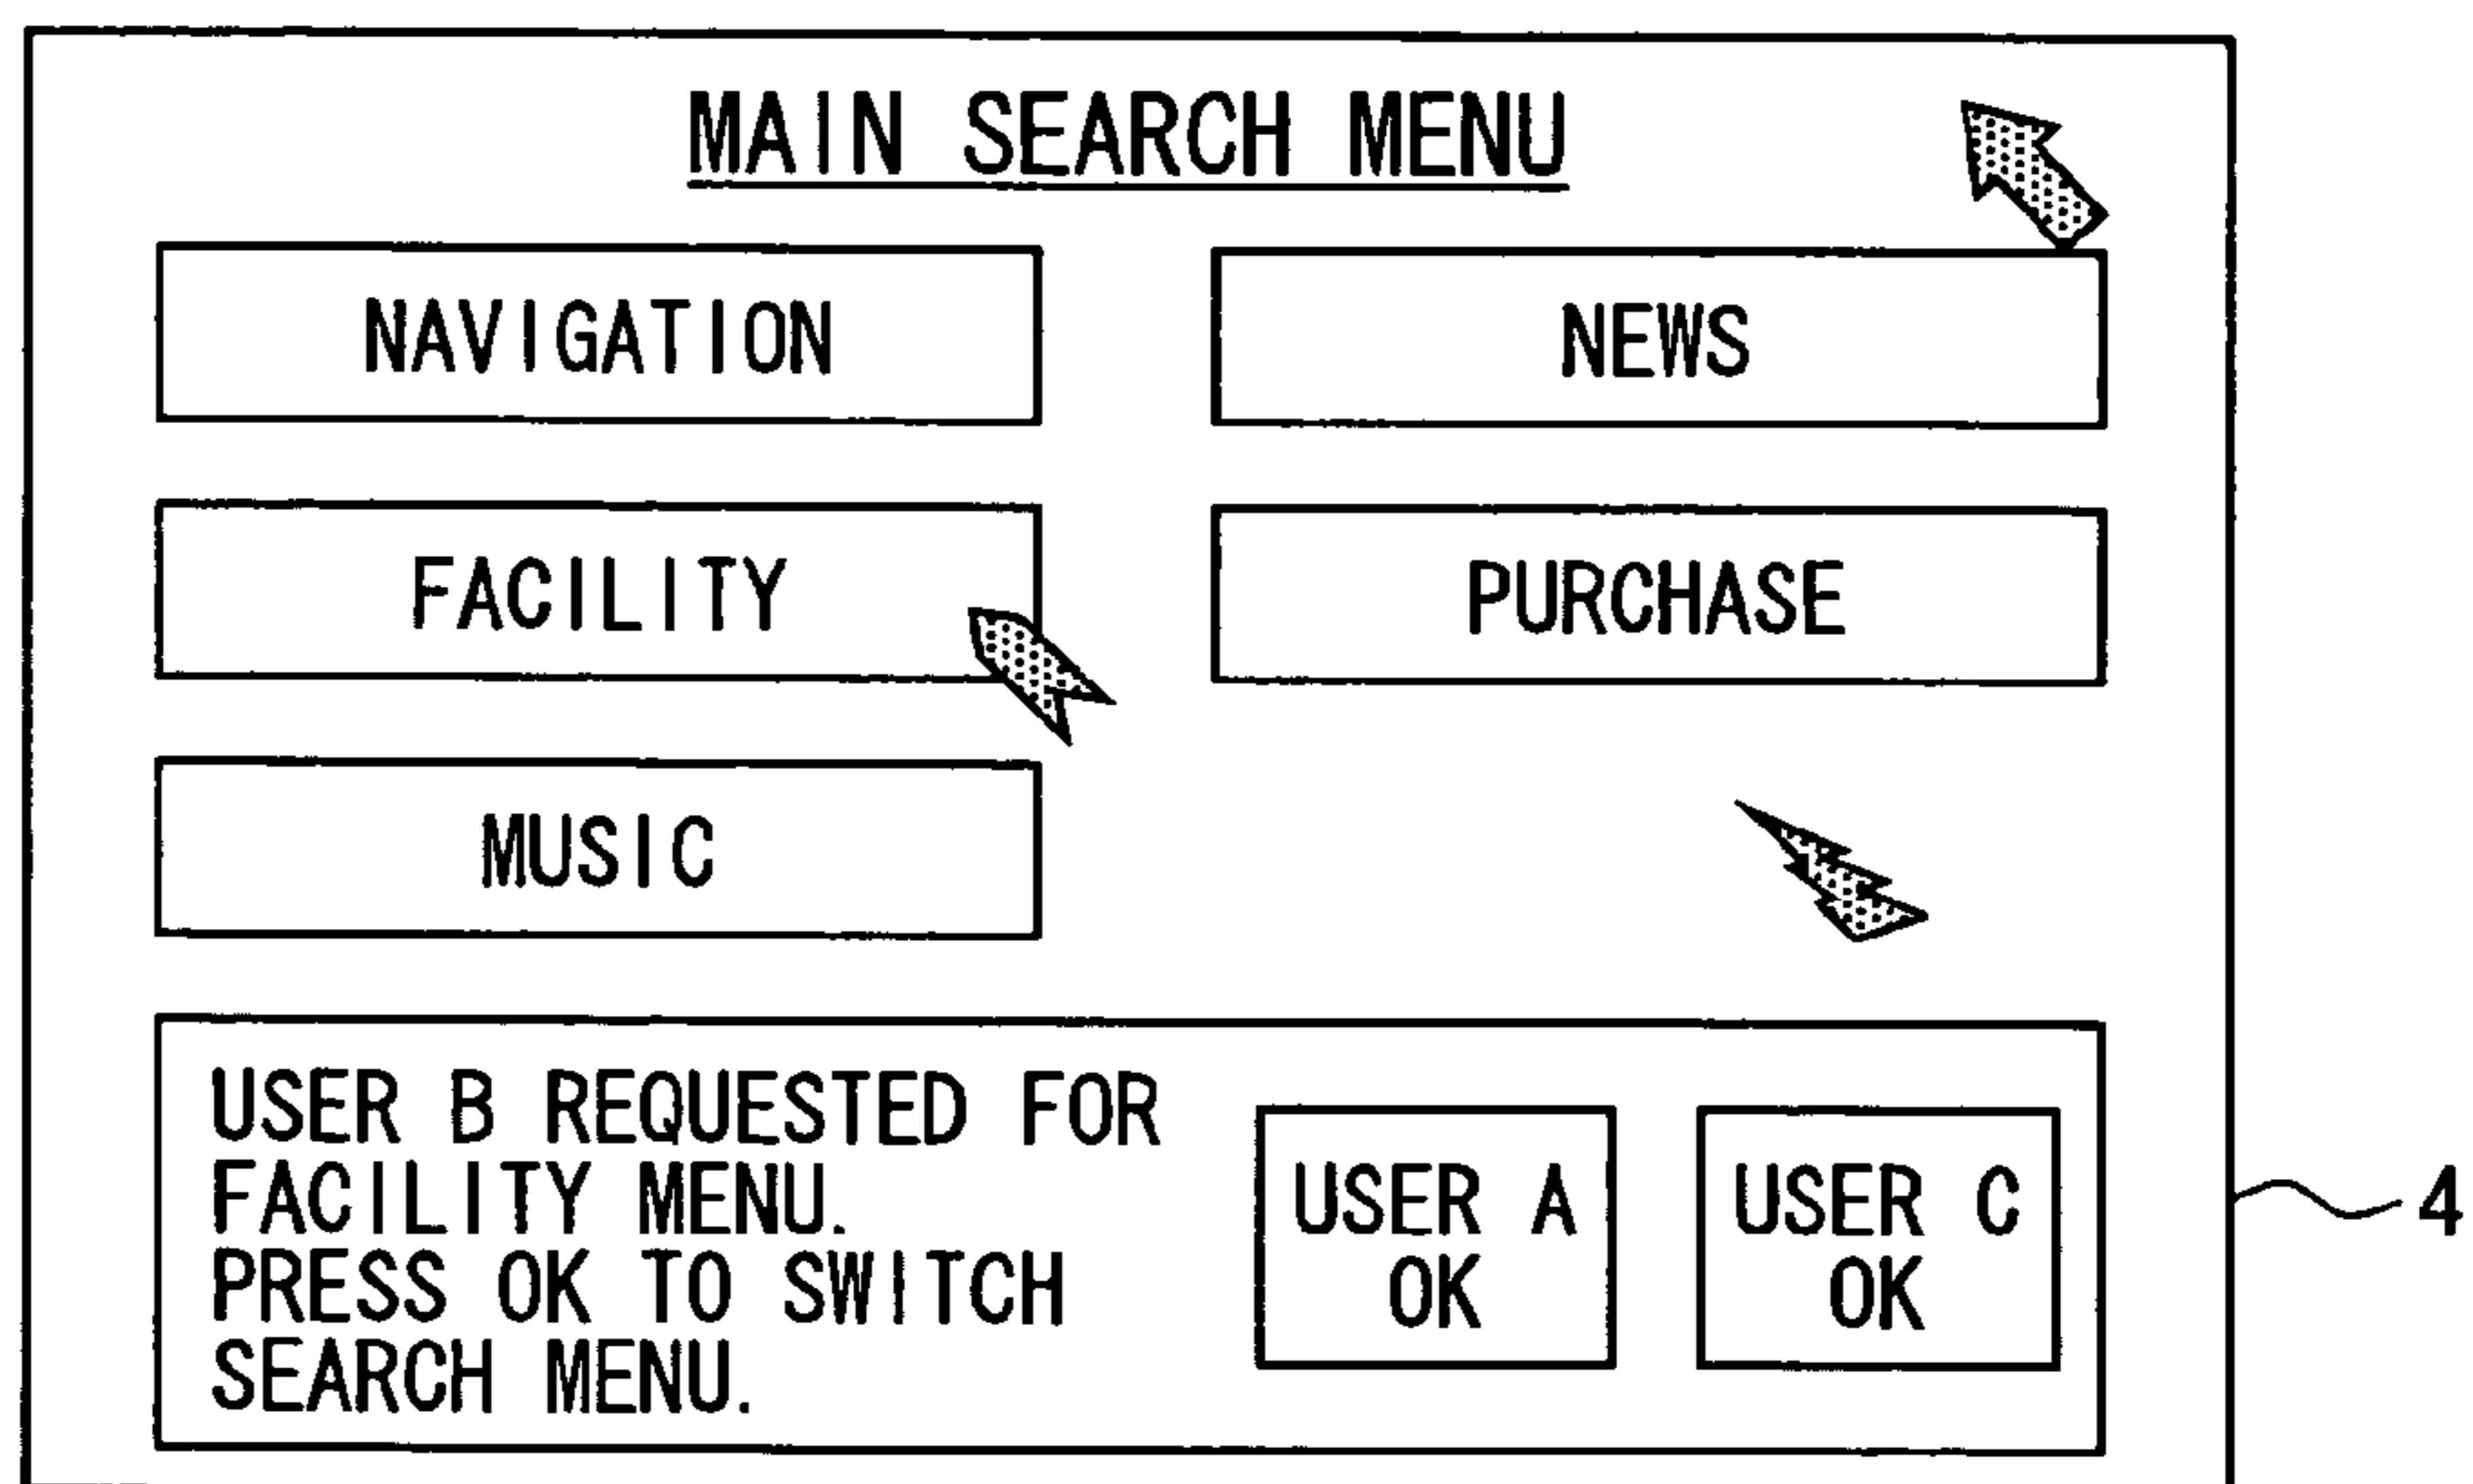 MAIN SEARCH MENU
NAVIGATION
NEWS
FACILITY
PURCHASE
MUSIC
USER B REQUESTED FOR
FACILITY MENU.
PRESS OK TO SWITCH
SEARCH MENU.
USER A
OK
USER C
OK
4